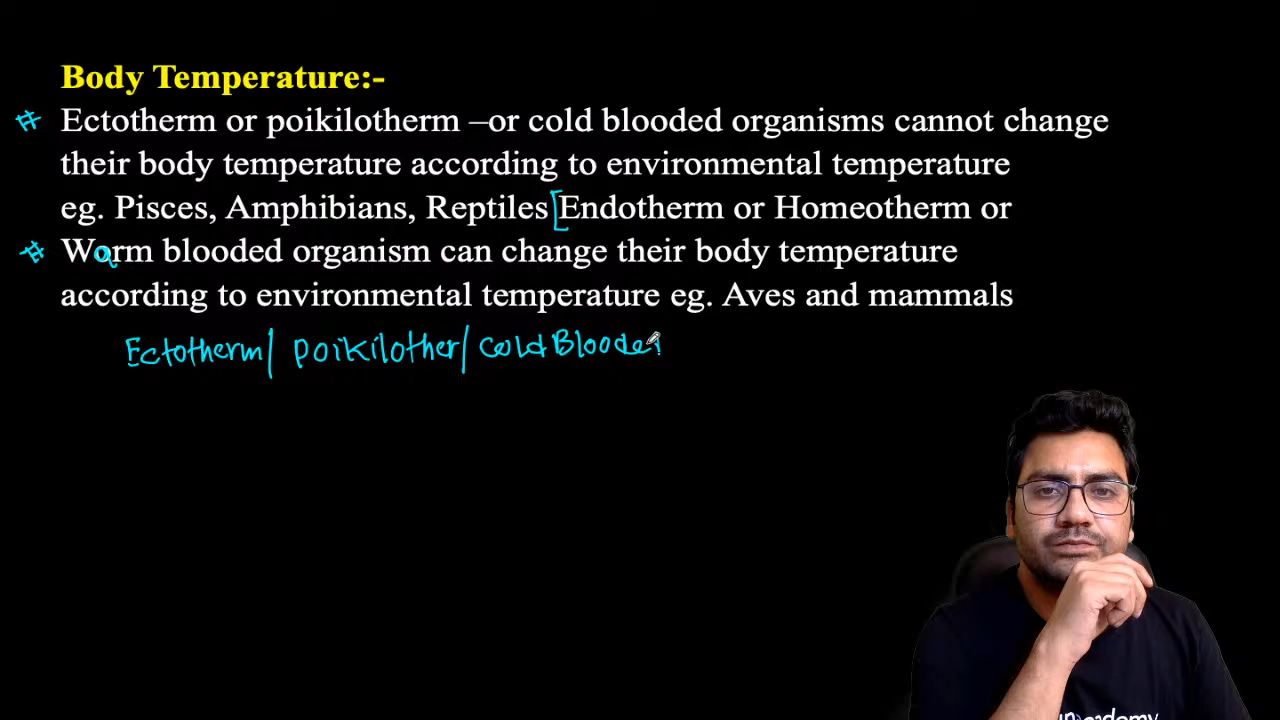 Body Temperature:-
# Ectotherm or poikilotherm –or cold blooded organisms cannot change
their body temperature according to environmental temperature
eg. Pisces, Amphibians, Reptiles [Endotherm or Homeotherm or
# Warm blooded organism can change their body temperature
according to environmental temperature eg. Aves and mammals
Ectotherm/ poikilother/ cold Blooded